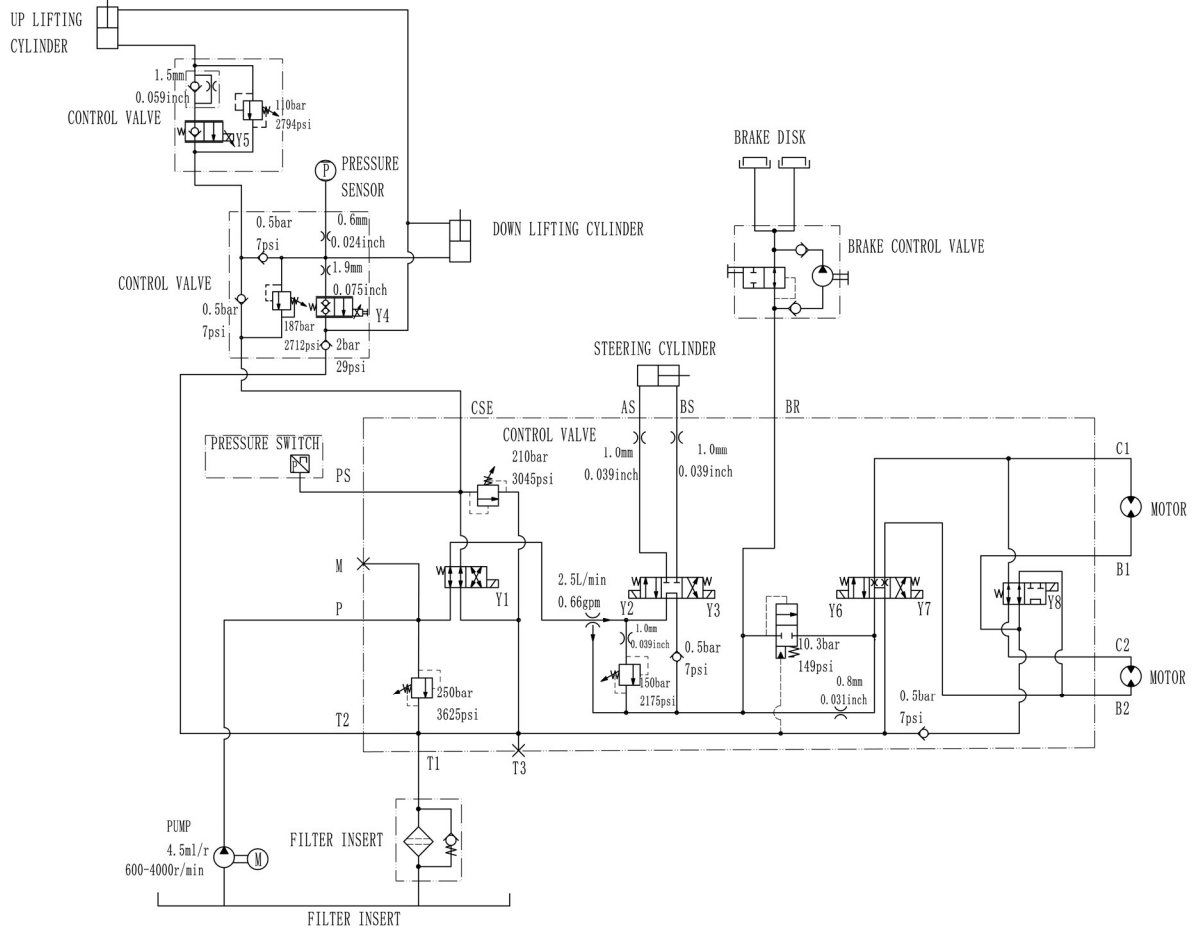 UP LIFTING
CYLINDER
1.5mm
0.059inch
CONTROL VALVE
110bar
2794psi
Y5
P
PRESSURE
SENSOR
BRAKE DISK
0.5bar
7psi
0.6mm
0.024inch
DOWN LIFTING CYLINDER
BRAKE CONTROL VALVE
1.9mm
0.075inch
CONTROL VALVE
0.5bar
7psi
187bar
2712psi
Y4
2bar
29psi
STEERING CYLINDER
CSE
AS
BS
BR
PRESSURE SWITCH
P
CONTROL VALVE
210bar
3045psi
1.0mm
0.039inch
1.0mm
0.039inch
C1
PS
MOTOR
M
B1
2.5L/min
0.66gpm
Y1
Y2
Y3
Y6
Y7
Y8
P
1.0mm
0.039inch
0.5bar
7psi
10.3bar
149psi
C2
MOTOR
250bar
3625psi
150bar
2175psi
0.8mm
0.031inch
0.5bar
7psi
B2
T2
T1
T3
PUMP
4.5ml/r
600-4000r/min
M
FILTER INSERT
FILTER INSERT